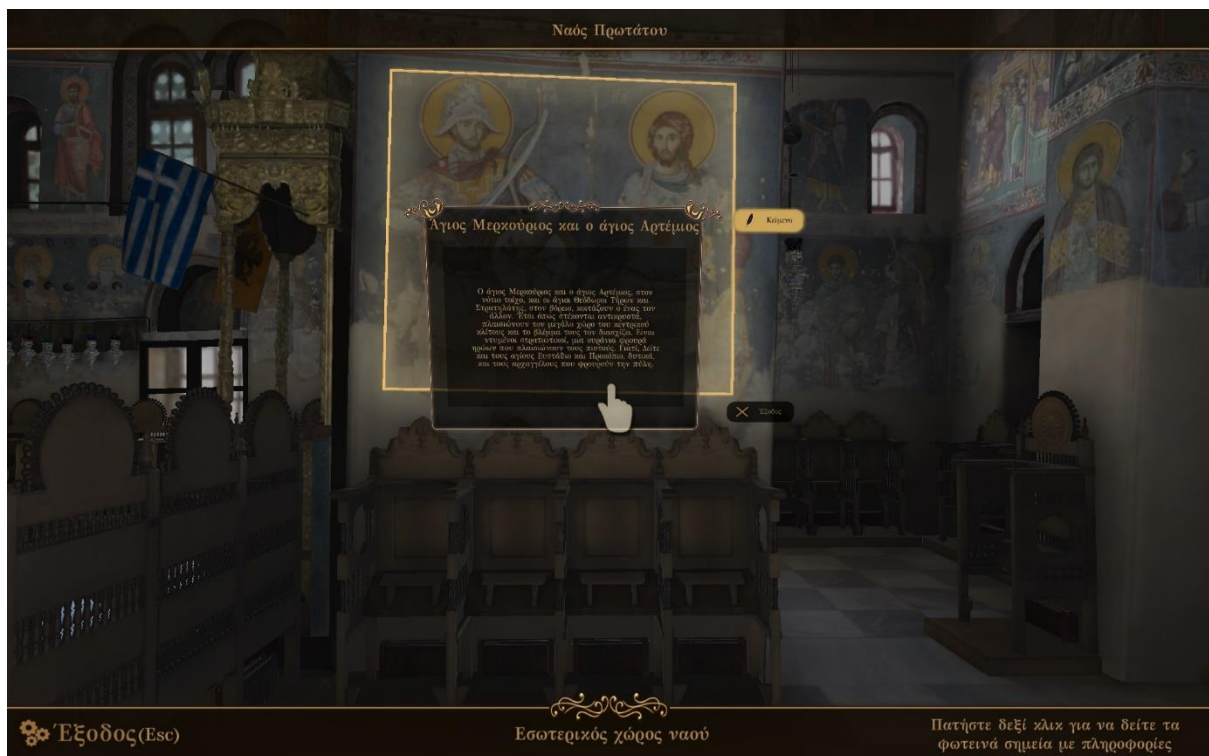 Ναός Πρωτάτου
Άγιος Μερκούριος και ο άγιος Αρτέμιος
Κείμενο
Ο άγιος Μερκούριος και ο άγιος Αρτέμιος, στον
νότιο τοίχο, και οι άγιοι Θεόδωροι Τήρων και
Στρατηλάτης, στον βόρειο, κοιτάζουν ο ένας τον
άλλον. Έτσι όπως στέκονται αντικρυστά,
πλαισιώνουν τον μεγάλο χώρο του κεντρικού
κλίτους και το βλέμμα τους τον διασχίζει. Είναι
ντυμένοι στρατιωτικοί, μια ουράνια φρουρά
ηρώων που πλαισιώνουν τους πιστούς. Γιατί; Δείτε
και τους αγίους Ευστάθιο και Προκόπιο, δυτικά,
και τους αρχαγγέλους που φρουρούν την πύλη.
Έξοδος
Έξοδος(Esc)
Εσωτερικός χώρος ναού
Πατήστε δεξί κλικ για να δείτε τα
φωτεινά σημεία με πληροφορίες